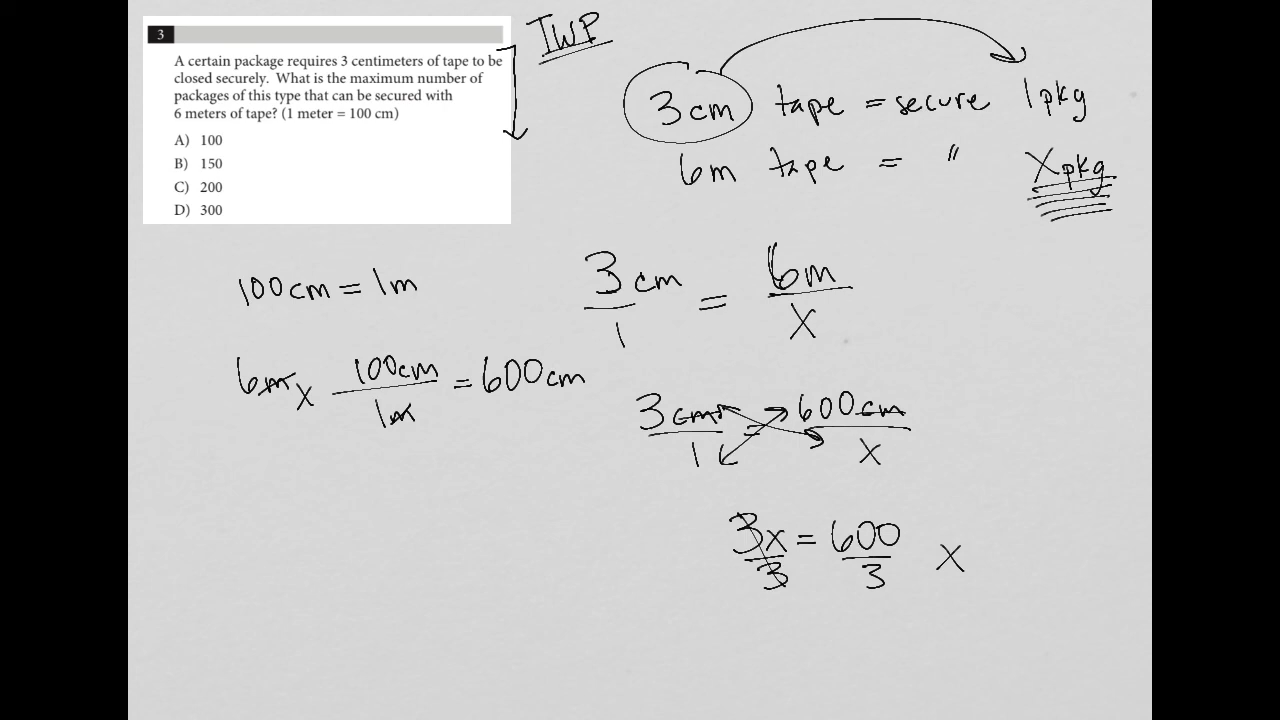 3
A certain package requires 3 centimeters of tape to be
closed securely. What is the maximum number of
packages of this type that can be secured with
6 meters of tape? (1 meter = 100 cm)
A) 100
B) 150
C) 200
D) 300
IWP
3cm tape = secure 1pkg
6m tape = " Xpkg
100cm = 1m
3cm/1 = 6m/X
6m x 100cm/1m = 600cm
3cm/1 = 600cm/X
3x/3 = 600/3 X